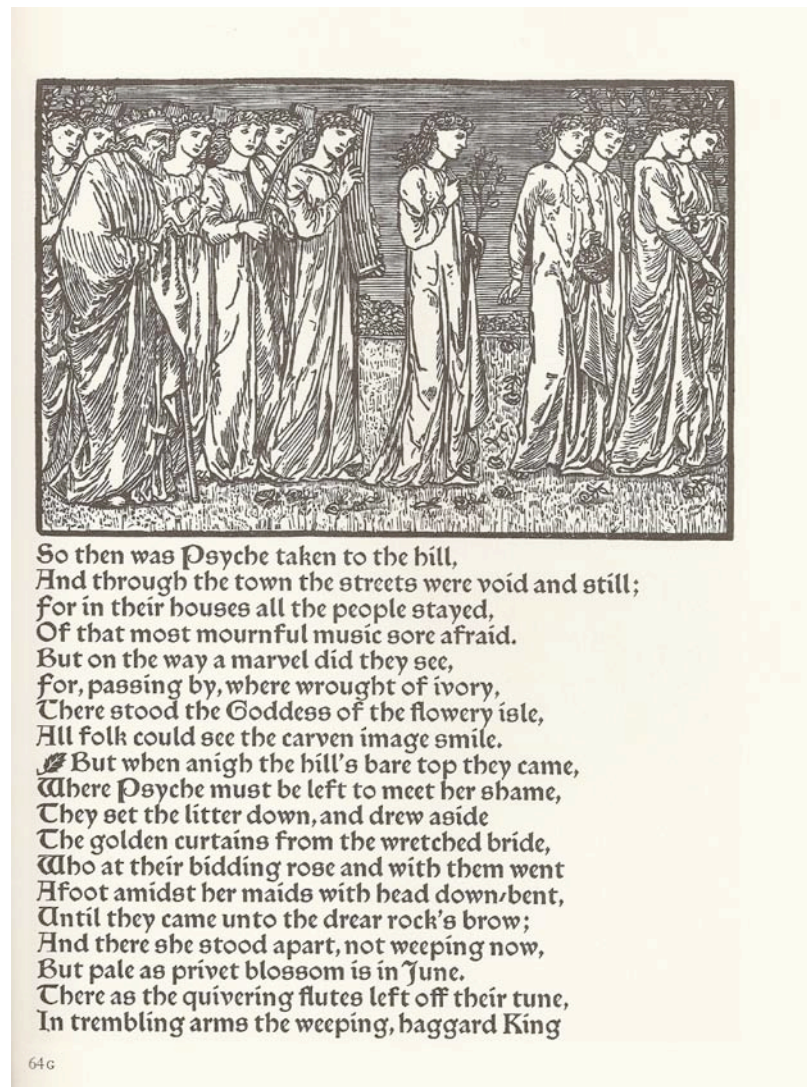 So then was Psyche taken to the hill,
And through the town the streets were void and still;
For in their houses all the people stayed,
Of that most mournful music sore afraid.
But on the way a marvel did they see,
For, passing by, where wrought of ivory,
There stood the Goddess of the flowery isle,
All folk could see the carven image smile.
But when anigh the hill's bare top they came,
Where Psyche must be left to meet her shame,
They set the litter down, and drew aside
The golden curtains from the wretched bride,
Who at their bidding rose and with them went
Afoot amidst her maids with head down-bent,
Until they came unto the drear rock's brow;
And there she stood apart, not weeping now,
But pale as privet blossom is in June.
There as the quivering flutes left off their tune,
In trembling arms the weeping, haggard King
64G